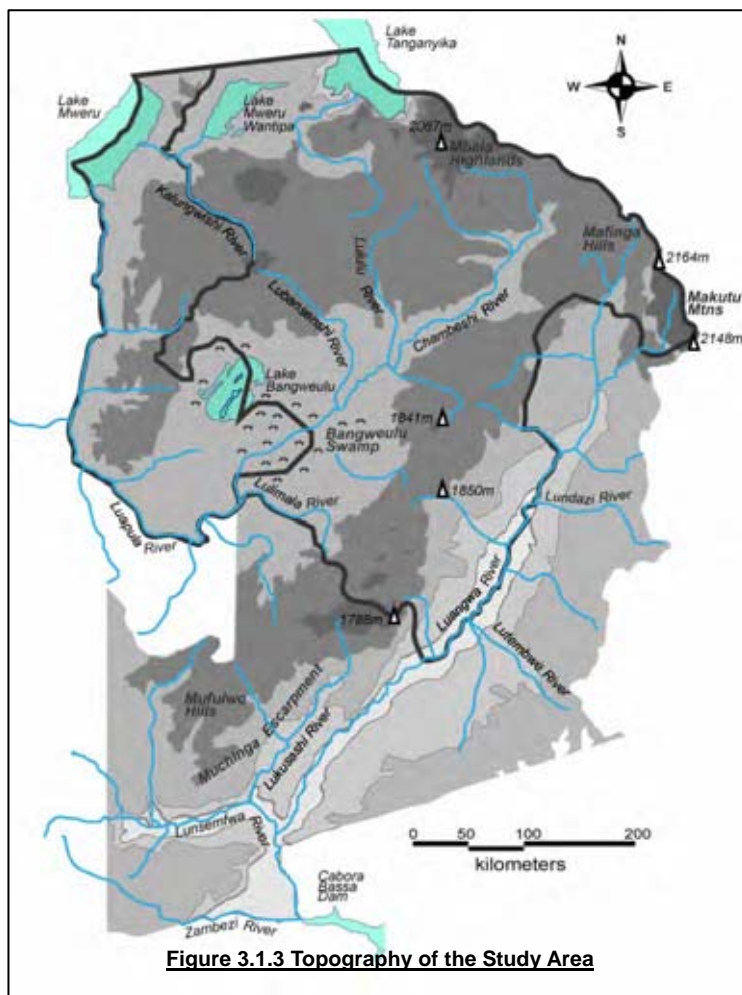 Lake
Tanganyika
N
W
E
S
Lake
Mweru
Lake
Mweru
Wantipa
2067m
Mbala
Highlands
Kalungwishi River
Mafinga
Hills
2164m
Lukulu
River
Makutu
Mtns
Lubansenshi River
Chambeshi River
2148m
Lake
Bangweulu
1841m
Bangweulu
Swamp
1850m
Lulimala River
Lundazi River
Luapula River
Luangwa River
1788m
Lutembwe River
Mufulwe
Hills
Muchinga Escarpment
Lukusashi River
Lunsemfwa
River
0 50 100 200
kilometers
Cabora
Bassa
Dam
Zambezi River
Figure 3.1.3 Topography of the Study Area